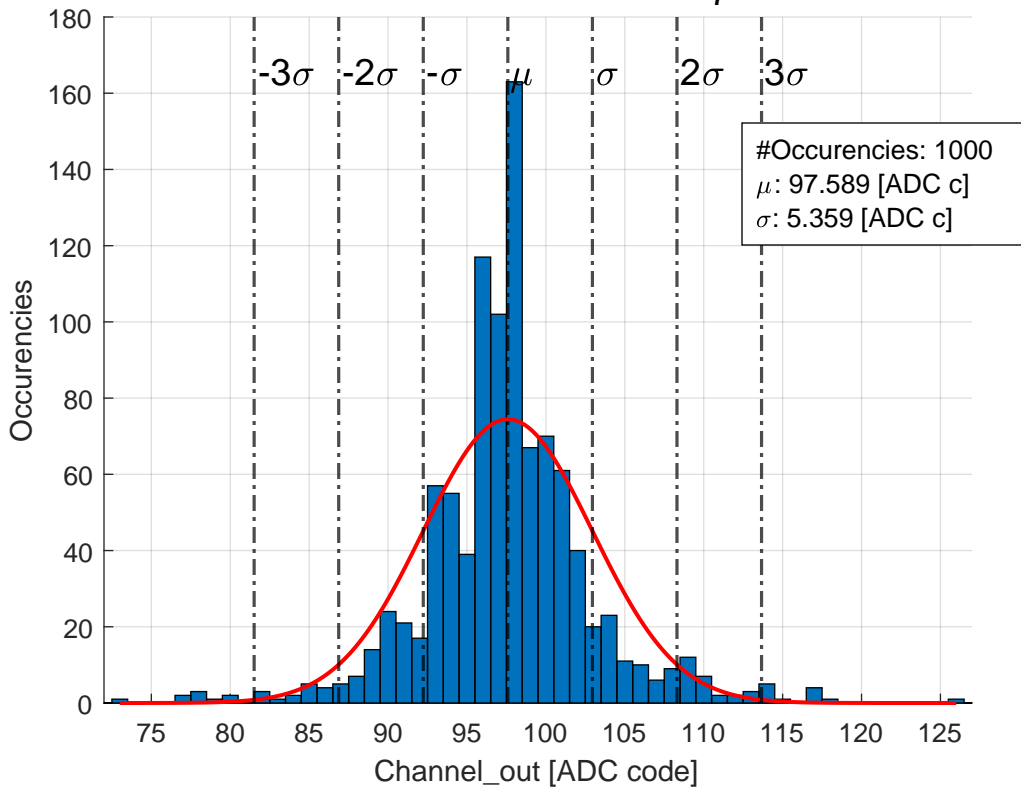 180
160
140
120
100
80
60
40
20
0
-3σ -2σ -σ μ σ 2σ 3σ
#Occurencies: 1000
μ: 97.589 [ADC c]
σ: 5.359 [ADC c]
Occurencies
75 80 85 90 95 100 105 110 115 120 125
Channel_out [ADC code]